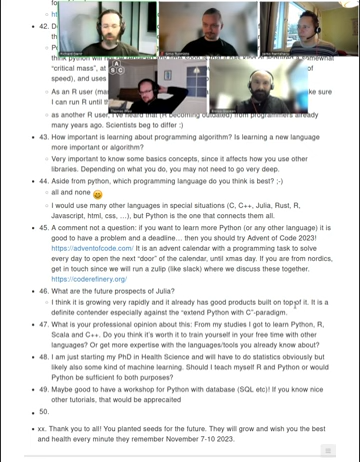 42. D
think python will
omewhat
"critical mass", at
of
speed), and uses
As an R user (ma
ke sure
I can run R until th
as another R user, I've heard that (R becoming outdated) from programmers already
many years ago. Scientists beg to differ :)
43. How important is learning about programming algorithm? Is learning a new language
more important or algorithm?
Very important to know some basics concepts, since it affects how you use other
libraries. Depending on what you do, you may not need to go very deep.
44. Aside from python, which programming language do you think is best? ;-)
all and none 😀
I would use many other languages in special situations (C, C++, Julia, Rust, R,
Javascript, html, css, …), but Python is the one that connects them all.
45. A comment not a question: if you want to learn more Python (or any other language) it is
good to have a problem and a deadline… then you should try Advent of Code 2023!
https://adventofcode.com/ It is an advent calendar with a programming task to solve
every day to open the next "door" of the calendar, until xmas day. If you are from nordics,
get in touch since we will run a zulip (like slack) where we discuss these together.
https://coderefinery.org/
46. What are the future prospects of Julia?
I think it is growing very rapidly and it already has good products built on top of it. It is a
definite contender especially against the "extend Python with C"-paradigm.
47. What is your professional opinion about this: From my studies I got to learn Python, R,
Scala and C++. Do you think it's worth it to train yourself in your free time with other
languages? Or get more expertise with the languages/tools you already know about?
48. I am just starting my PhD in Health Science and will have to do statistics obviously but
likely also some kind of machine learning. Should I teach myself R and Python or would
Python be sufficient fo both purposes?
49. Maybe good to have a workshop for Python with database (SQL etc)! If you know nice
other tutorials, that would be apprecaited
50.
xx. Thank you to all! You planted seeds for the future. They will grow and wish you the best
and health every minute they remember November 7-10 2023.